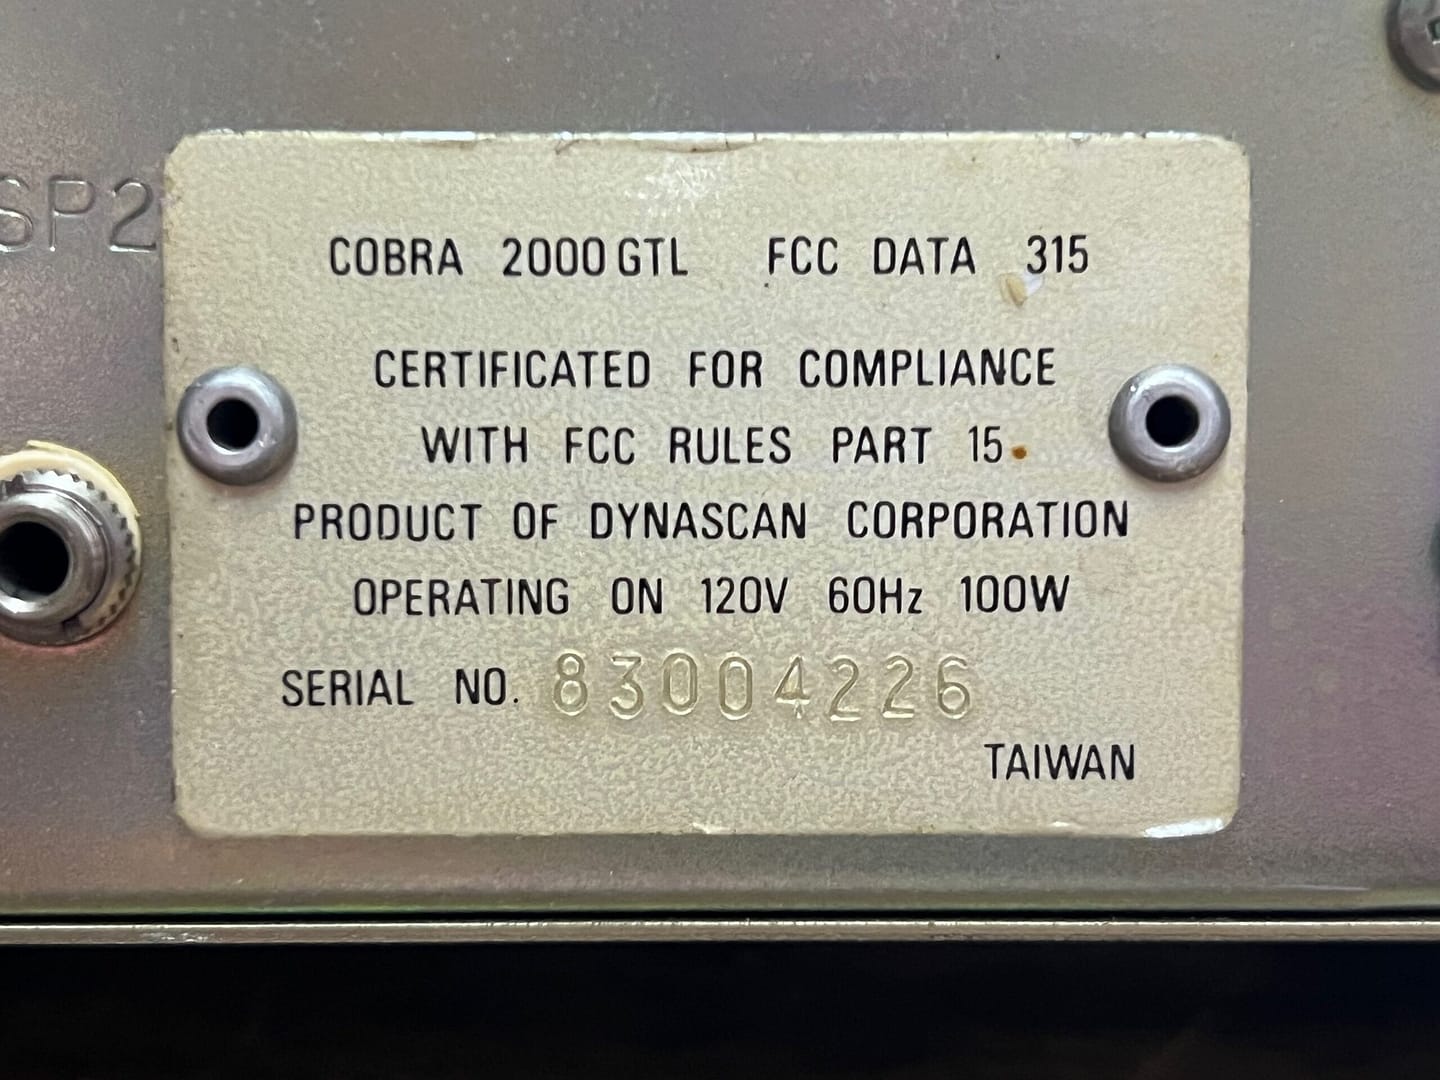 SP2
COBRA 2000 GTL FCC DATA 315
CERTIFICATED FOR COMPLIANCE
WITH FCC RULES PART 15.
PRODUCT OF DYNASCAN CORPORATION
OPERATING ON 120V 60Hz 100W
SERIAL NO. 83004226
TAIWAN